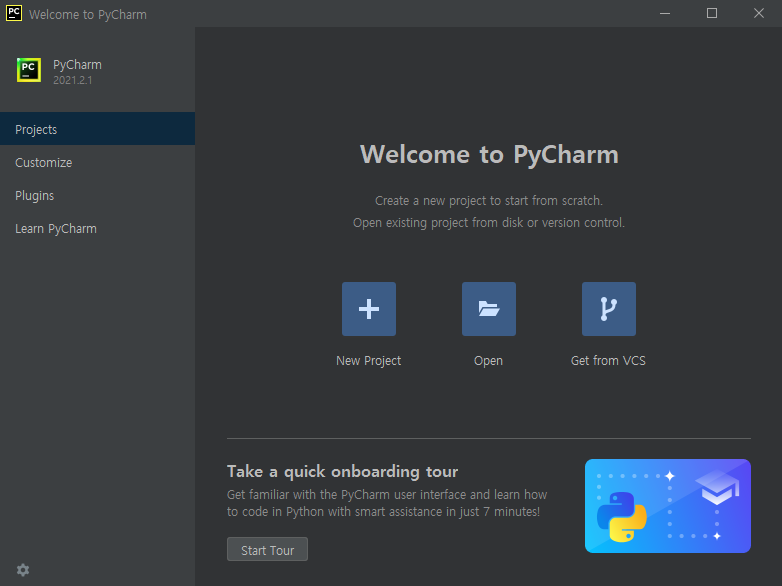 Welcome to PyCharm
PC
PyCharm
2021.2.1
Projects
Customize
Plugins
Learn PyCharm
Welcome to PyCharm
Create a new project to start from scratch.
Open existing project from disk or version control.
New Project
Open
Get from VCS
Take a quick onboarding tour
Get familiar with the PyCharm user interface and learn how
to code in Python with smart assistance in just 7 minutes!
Start Tour